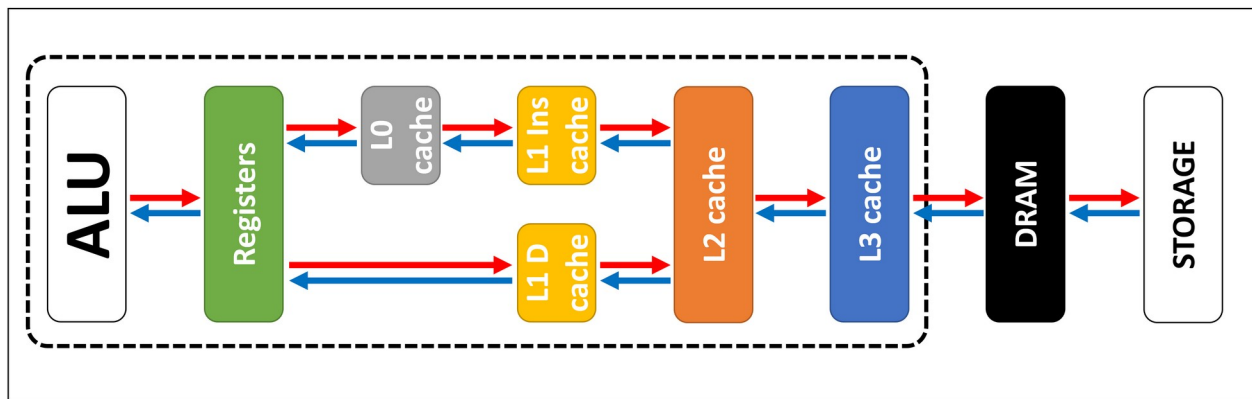 ALU
Registers
L0
cache
L1 Ins
cache
L1 D
cache
L2 cache
L3 cache
DRAM
STORAGE